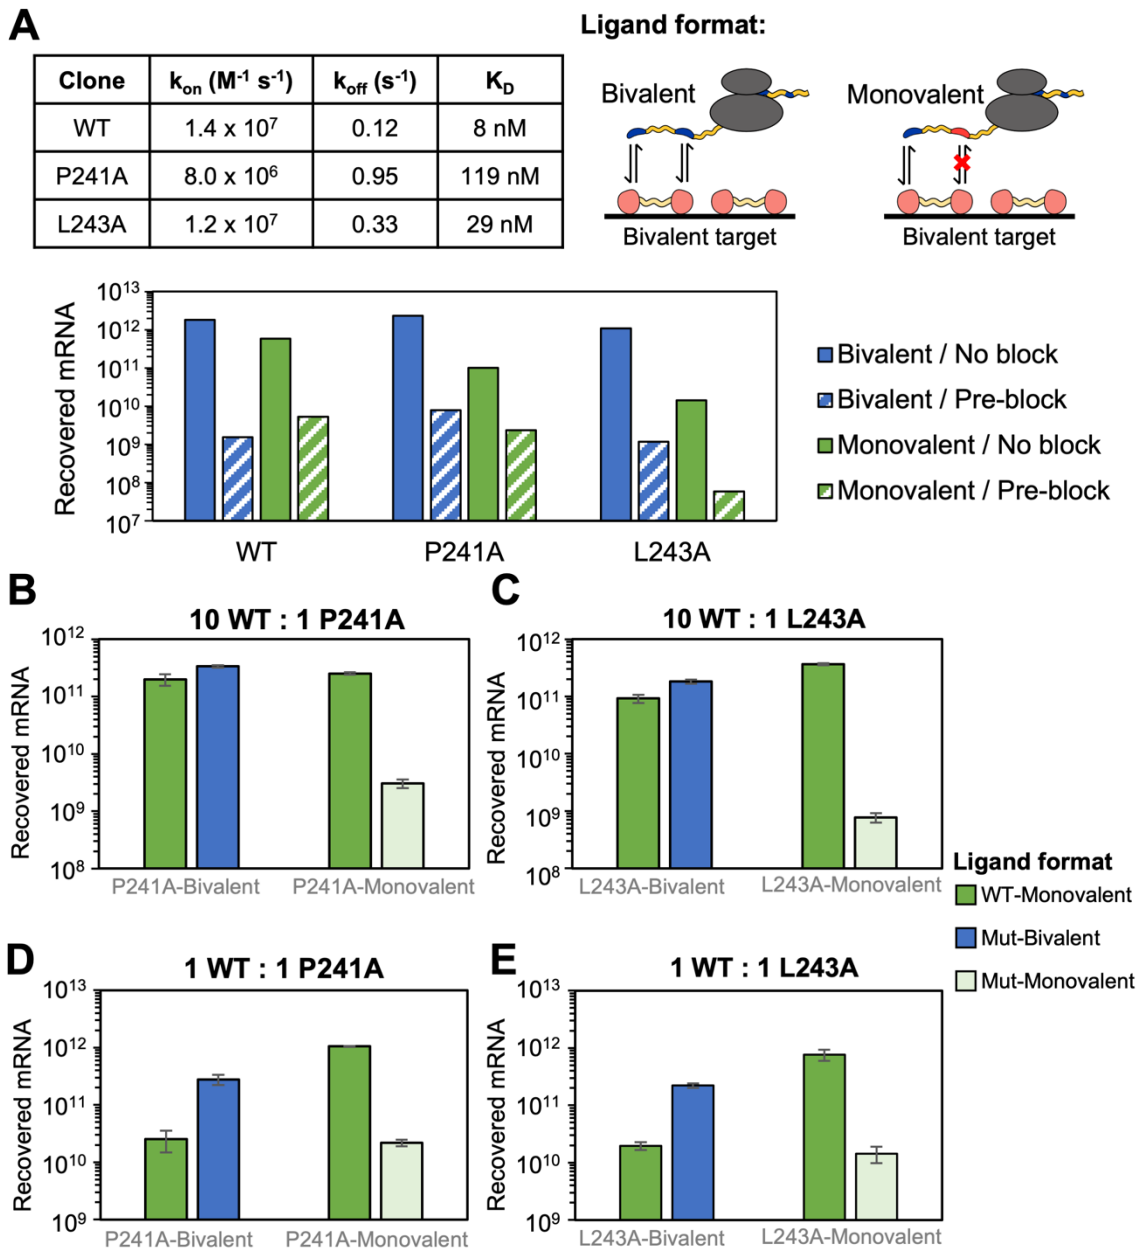 A
Clone kon (M-1 s-1) koff (s-1) KD
WT 1.4 x 10⁷ 0.12 8 nM
P241A 8.0 x 10⁶ 0.95 119 nM
L243A 1.2 x 10⁷ 0.33 29 nM
Ligand format:
Bivalent
Monovalent
Bivalent target
Bivalent target
Recovered mRNA
10¹³
10¹²
10¹¹
10¹⁰
10⁹
10⁸
10⁷
WT P241A L243A
Bivalent / No block
Bivalent / Pre-block
Monovalent / No block
Monovalent / Pre-block
B
10 WT : 1 P241A
Recovered mRNA
10¹²
10¹¹
10¹⁰
10⁹
10⁸
P241A-Bivalent P241A-Monovalent
C
10 WT : 1 L243A
Recovered mRNA
10¹²
10¹¹
10¹⁰
10⁹
10⁸
L243A-Bivalent L243A-Monovalent
Ligand format
WT-Monovalent
Mut-Bivalent
Mut-Monovalent
D
1 WT : 1 P241A
Recovered mRNA
10¹³
10¹²
10¹¹
10¹⁰
10⁹
P241A-Bivalent P241A-Monovalent
E
1 WT : 1 L243A
Recovered mRNA
10¹³
10¹²
10¹¹
10¹⁰
10⁹
L243A-Bivalent L243A-Monovalent